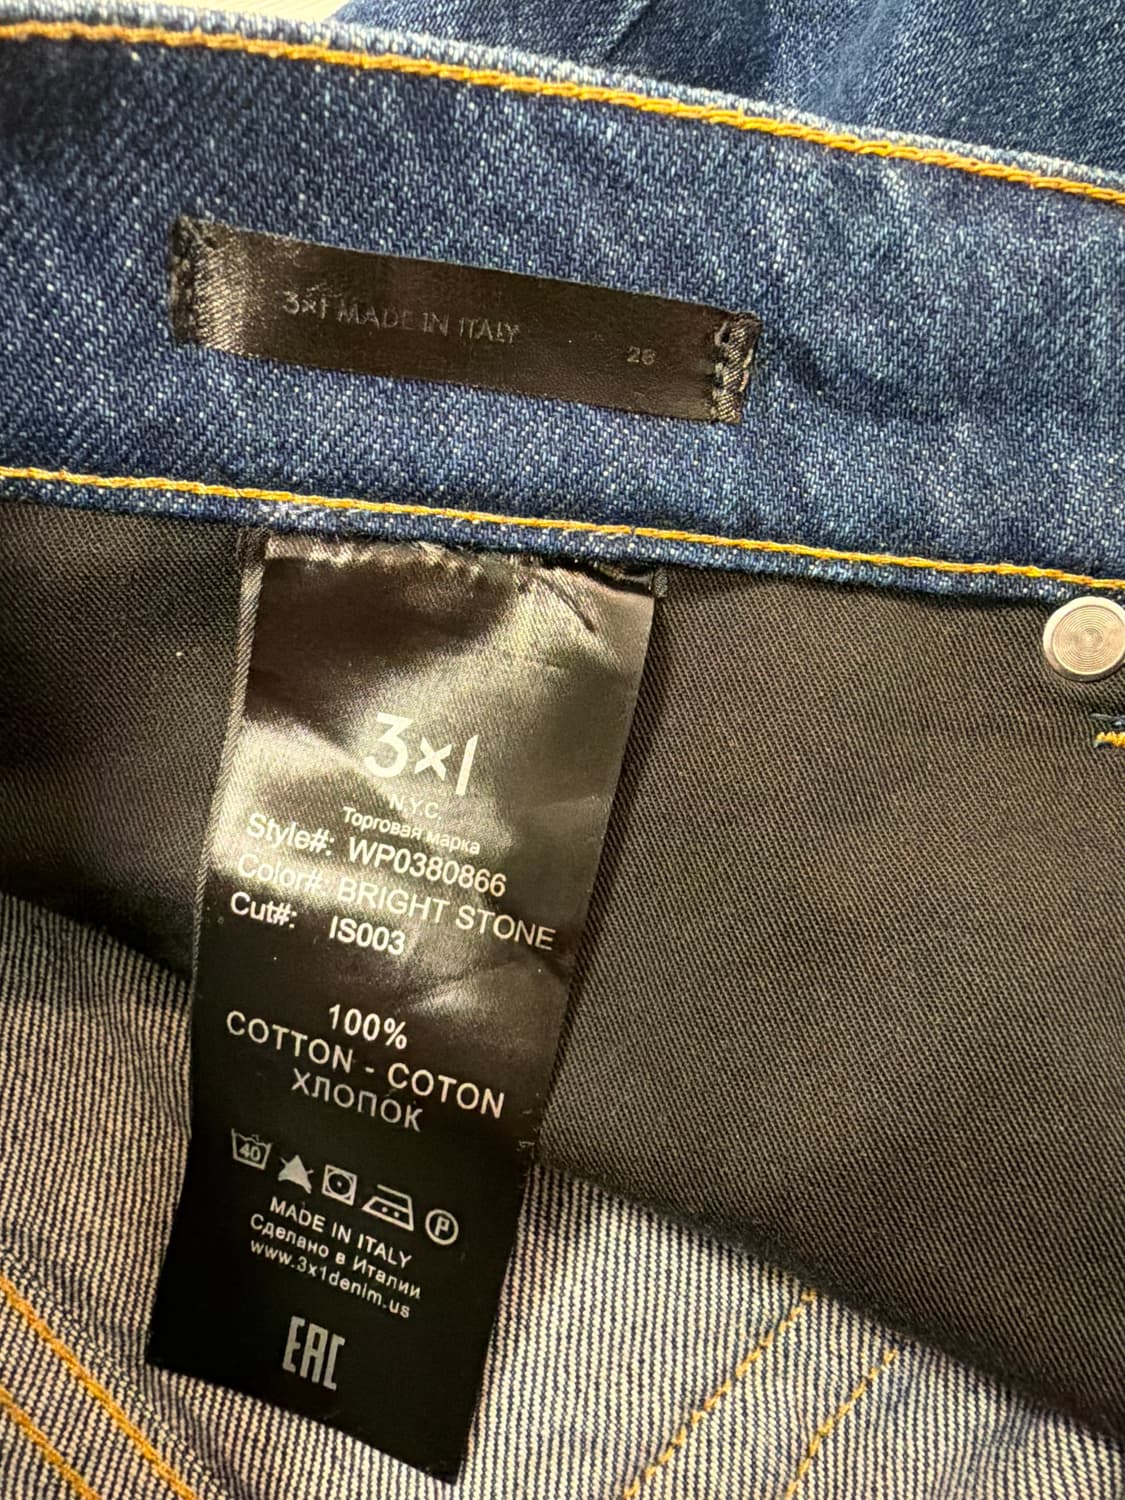 3×1 MADE IN ITALY 26
3×1
N.Y.C.
Торговая марка
Style#: WP0380866
Color#: BRIGHT STONE
Cut#: IS003
100%
COTTON - COTON
ХЛОПОК
40
P
MADE IN ITALY
Сделано в Италии
www.3x1denim.us
EAC